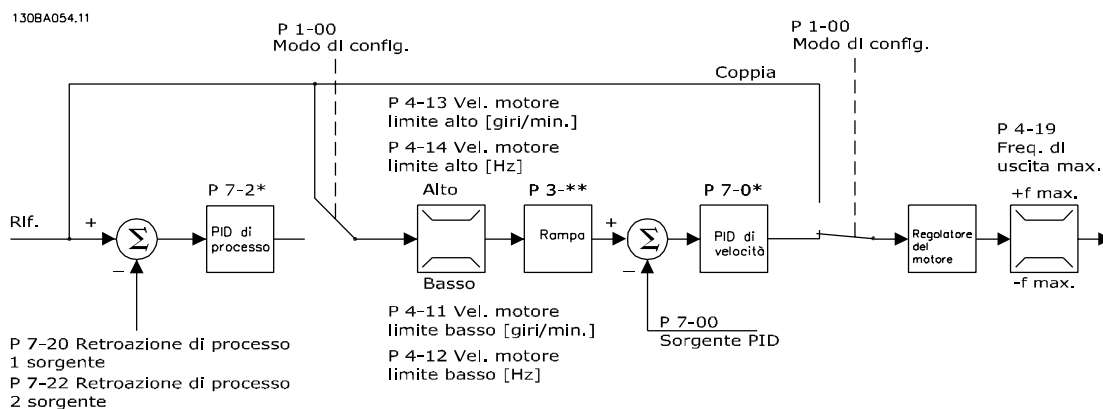 130BA054.11
P 1-00
Modo di config.
P 1-00
Modo di config.
Coppia
P 4-13 Vel. motore
limite alto [giri/min.]
P 4-14 Vel. motore
limite alto [Hz]
P 4-19
Freq. di
uscita max.
P 7-2*
Alto
P 3-**
P 7-0*
+f max.
Rif.
+
Σ
−
PID di
processo
Rampa
+
Σ
−
PID di
velocità
Regolatore
del
motore
Basso
-f max.
P 7-20 Retroazione di processo
1 sorgente
P 7-22 Retroazione di processo
2 sorgente
P 4-11 Vel. motore
limite basso [giri/min.]
P 4-12 Vel. motore
limite basso [Hz]
P 7-00
Sorgente PID